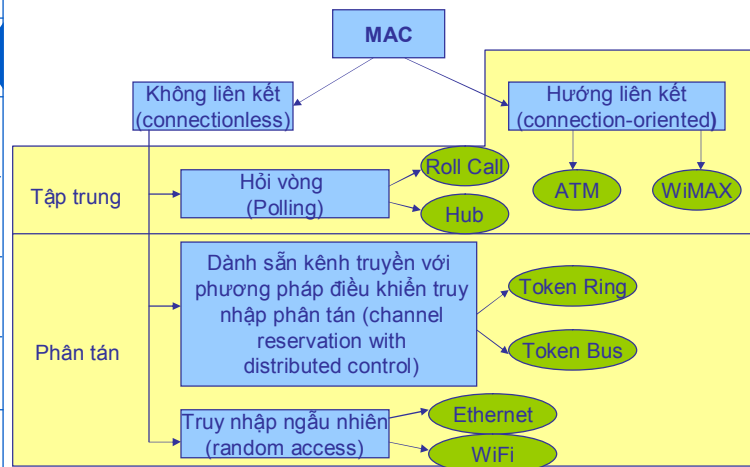 MAC
Không liên kết
(connectionless)
Hướng liên kết
(connection-oriented)
Tập trung
Hỏi vòng
(Polling)
Roll Call
Hub
ATM
WiMAX
Phân tán
Dành sẵn kênh truyền với
phương pháp điều khiển truy
nhập phân tán (channel
reservation with
distributed control)
Token Ring
Token Bus
Truy nhập ngẫu nhiên
(random access)
Ethernet
WiFi